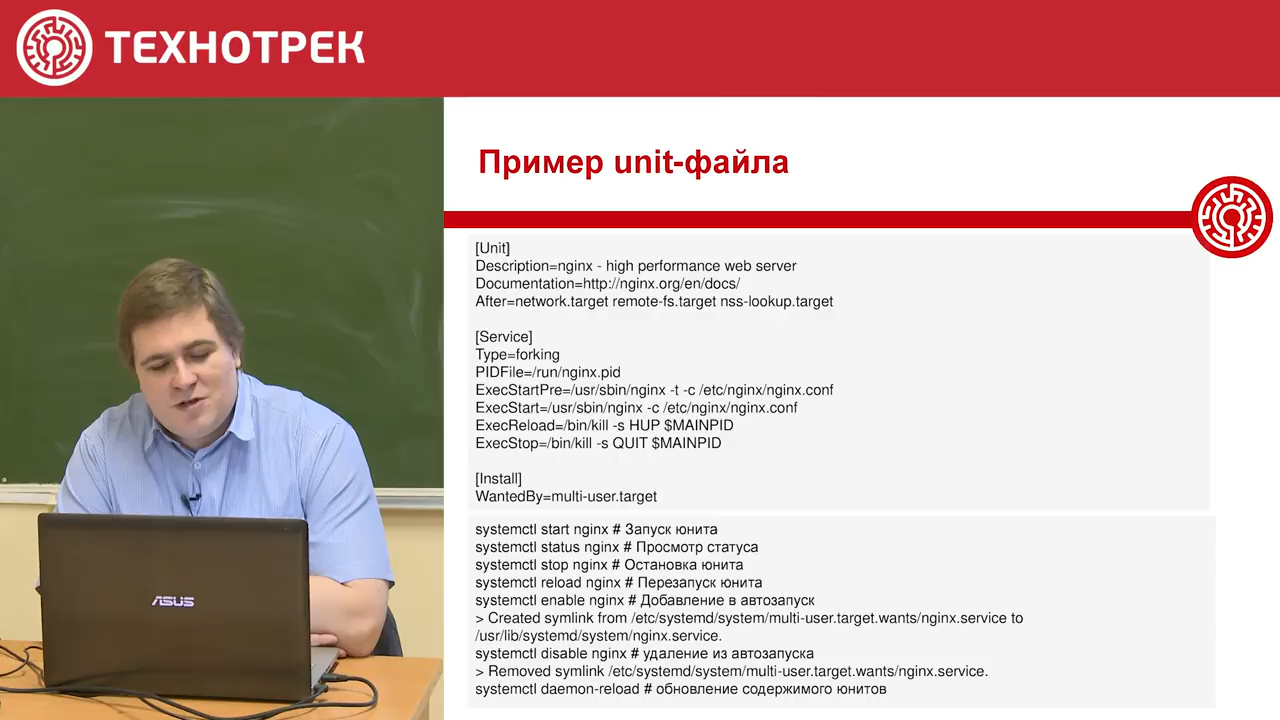 ТЕХНОТРЕК
Пример unit-файла
[Unit]
Description=nginx - high performance web server
Documentation=http://nginx.org/en/docs/
After=network.target remote-fs.target nss-lookup.target
[Service]
Type=forking
PIDFile=/run/nginx.pid
ExecStartPre=/usr/sbin/nginx -t -c /etc/nginx/nginx.conf
ExecStart=/usr/sbin/nginx -c /etc/nginx/nginx.conf
ExecReload=/bin/kill -s HUP $MAINPID
ExecStop=/bin/kill -s QUIT $MAINPID
[Install]
WantedBy=multi-user.target
systemctl start nginx # Запуск юнита
systemctl status nginx # Просмотр статуса
systemctl stop nginx # Остановка юнита
systemctl reload nginx # Перезапуск юнита
systemctl enable nginx # Добавление в автозапуск
> Created symlink from /etc/systemd/system/multi-user.target.wants/nginx.service to
/usr/lib/systemd/system/nginx.service.
systemctl disable nginx # удаление из автозапуска
> Removed symlink /etc/systemd/system/multi-user.target.wants/nginx.service.
systemctl daemon-reload # обновление содержимого юнитов
ASUS